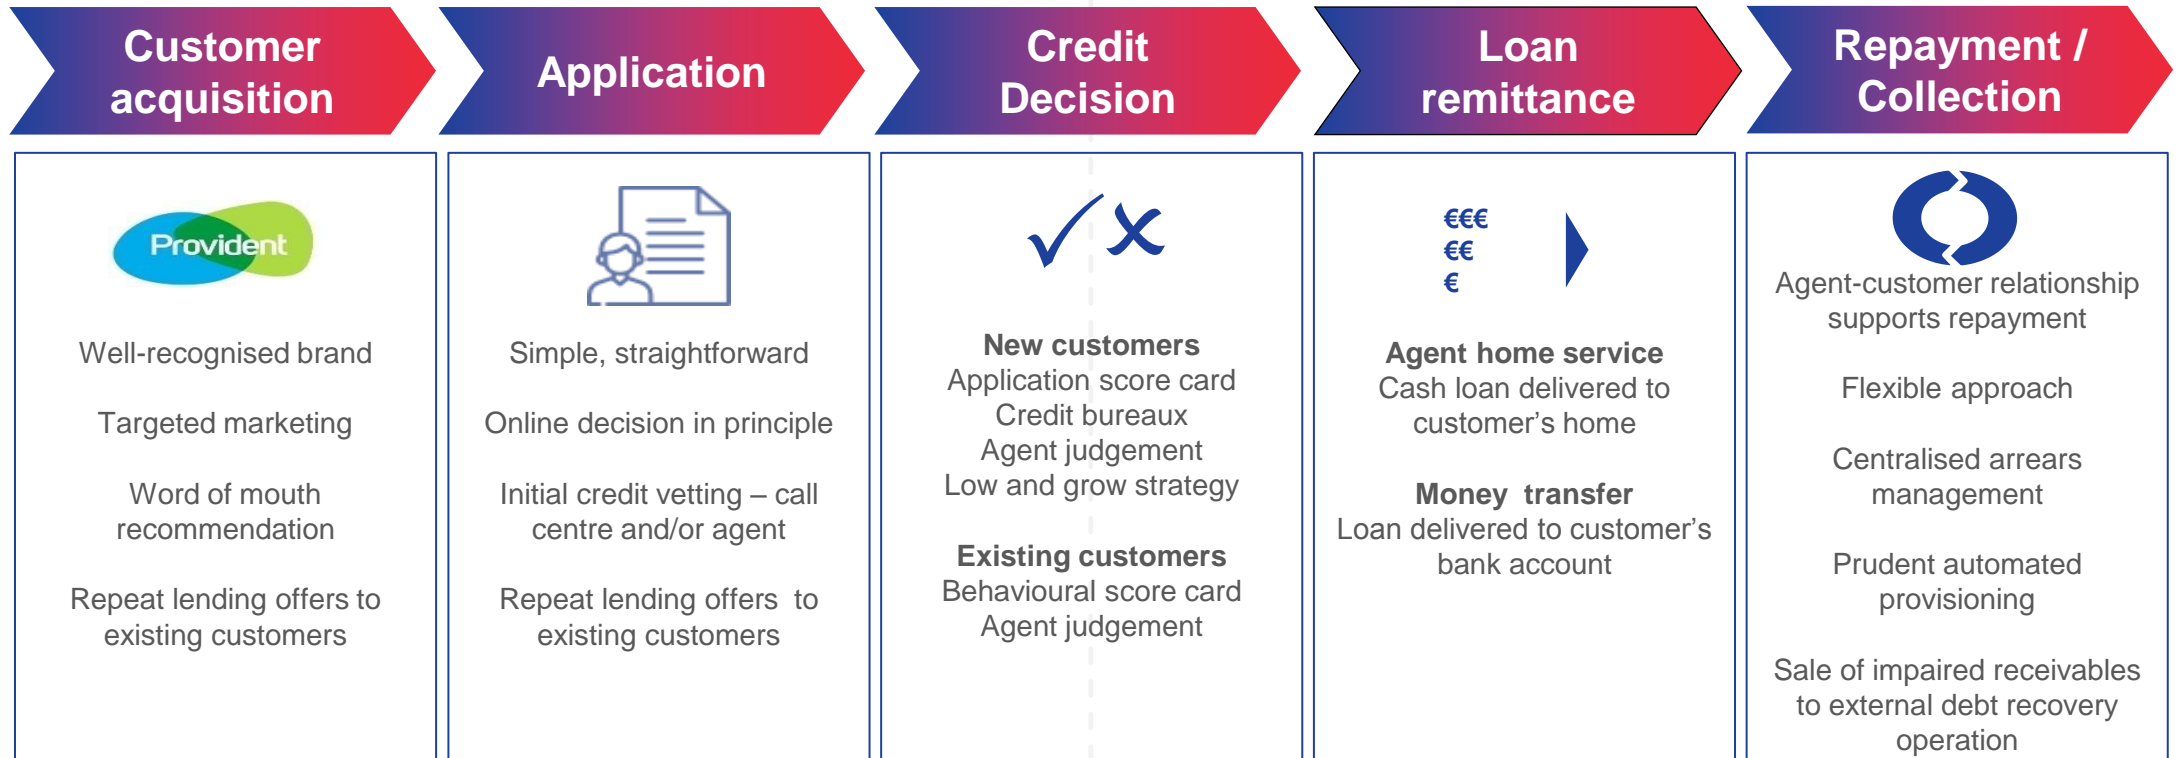 Customer
acquisition
Application
Credit
Decision
Loan
remittance
Repayment /
Collection
Provident
Well-recognised brand
Targeted marketing
Word of mouth
recommendation
Repeat lending offers to
existing customers
Simple, straightforward
Online decision in principle
Initial credit vetting – call
centre and/or agent
Repeat lending offers to
existing customers
New customers
Application score card
Credit bureaux
Agent judgement
Low and grow strategy
Existing customers
Behavioural score card
Agent judgement
€€€
€€
€
Agent home service
Cash loan delivered to
customer’s home
Money transfer
Loan delivered to customer’s
bank account
Agent-customer relationship
supports repayment
Flexible approach
Centralised arrears
management
Prudent automated
provisioning
Sale of impaired receivables
to external debt recovery
operation